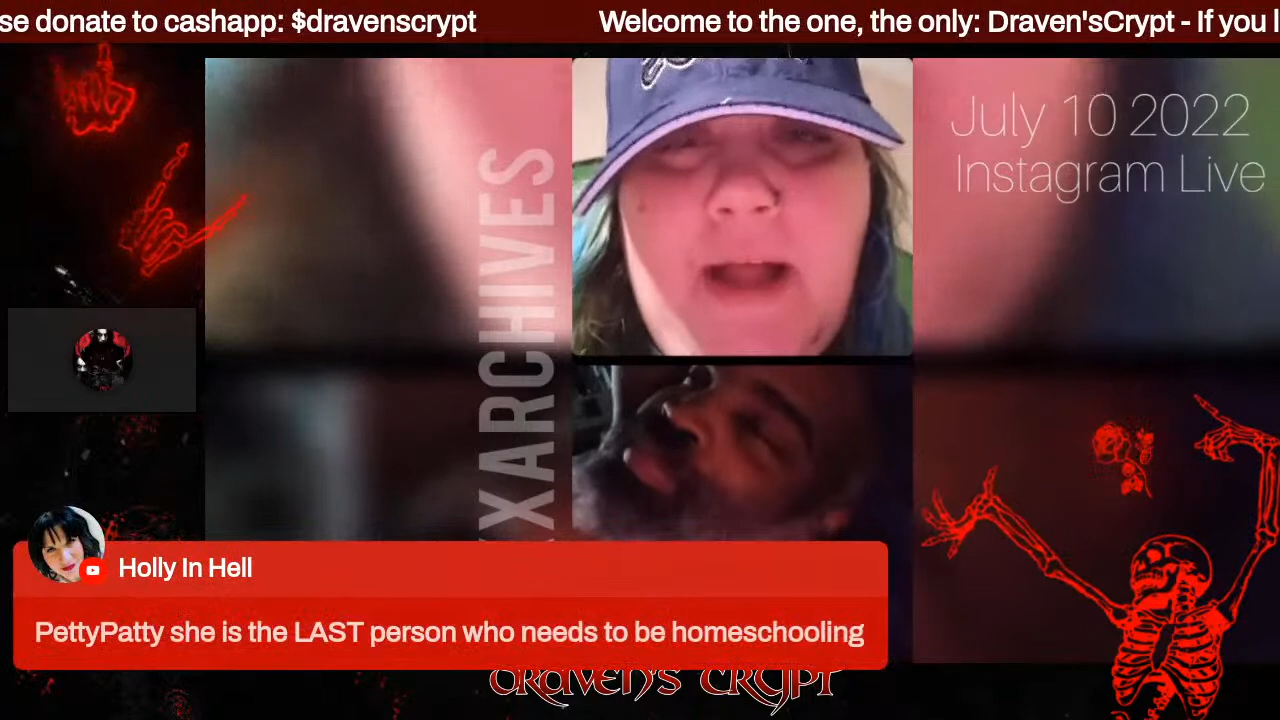 se donate to cashapp: $dravenscrypt
Welcome to the one, the only: Draven'sCrypt - If you l
July 10 2022
Instagram Live
XARCHIVES
Holly In Hell
PettyPatty she is the LAST person who needs to be homeschooling
DRAVEN'S CRYPT